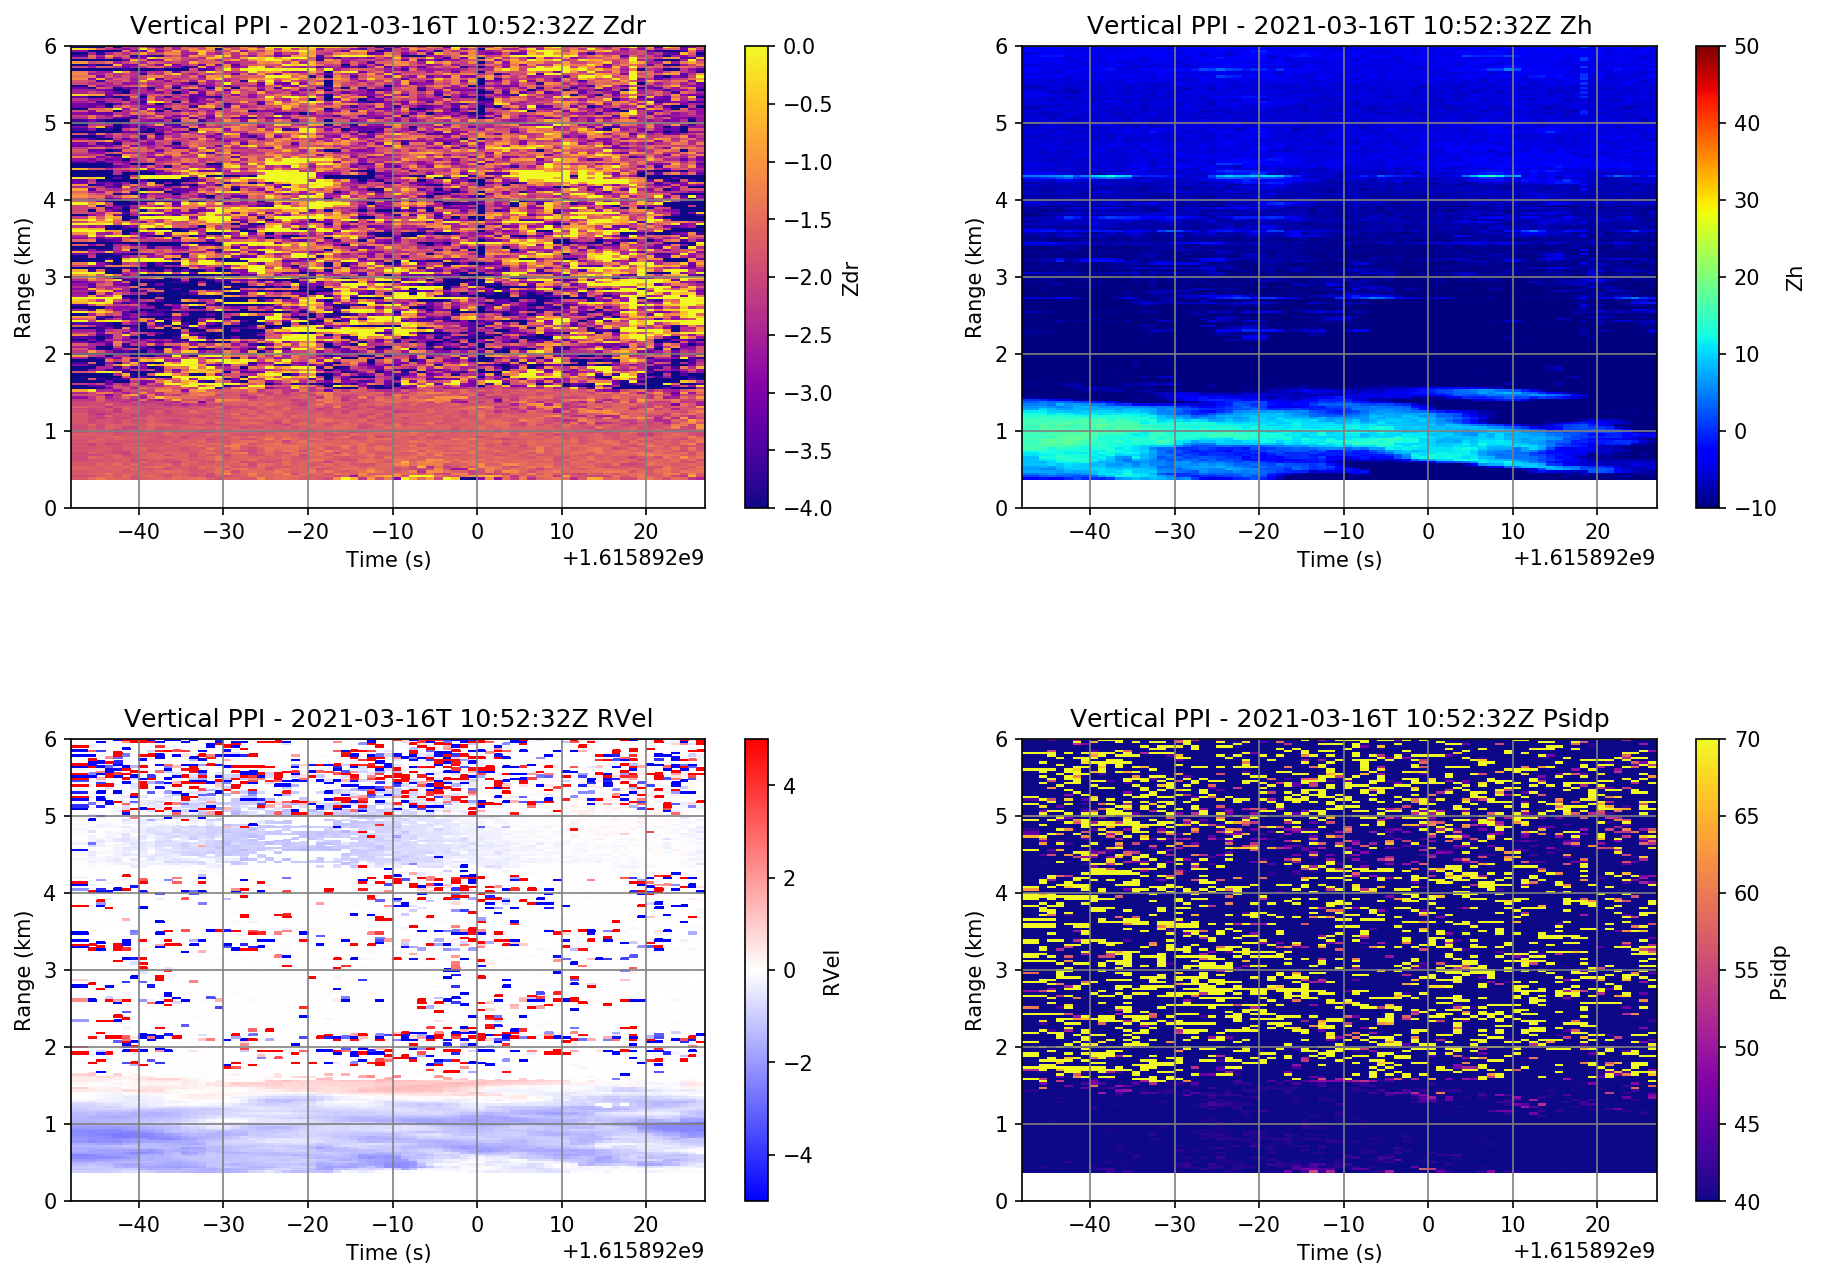 Vertical PPI - 2021-03-16T 10:52:32Z Zdr
6
5
4
3
2
1
0
Range (km)
−40 −30 −20 −10 0 10 20
Time (s)
+1.615892e9
0.0
−0.5
−1.0
−1.5
−2.0
−2.5
−3.0
−3.5
−4.0
Zdr
Vertical PPI - 2021-03-16T 10:52:32Z Zh
6
5
4
3
2
1
0
Range (km)
−40 −30 −20 −10 0 10 20
Time (s)
+1.615892e9
50
40
30
20
10
0
−10
Zh
Vertical PPI - 2021-03-16T 10:52:32Z RVel
6
5
4
3
2
1
0
Range (km)
−40 −30 −20 −10 0 10 20
Time (s)
+1.615892e9
4
2
0
−2
−4
RVel
Vertical PPI - 2021-03-16T 10:52:32Z Psidp
6
5
4
3
2
1
0
Range (km)
−40 −30 −20 −10 0 10 20
Time (s)
+1.615892e9
70
65
60
55
50
45
40
Psidp